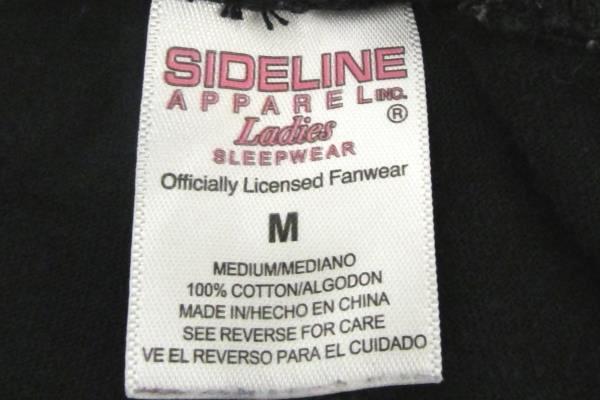 SIDELINE
APPAREL INC.
®
Ladies
SLEEPWEAR
Officially Licensed Fanwear
M
MEDIUM/MEDIANO
100% COTTON/ALGODON
MADE IN/HECHO EN CHINA
SEE REVERSE FOR CARE
VE EL REVERSO PARA EL CUIDADO